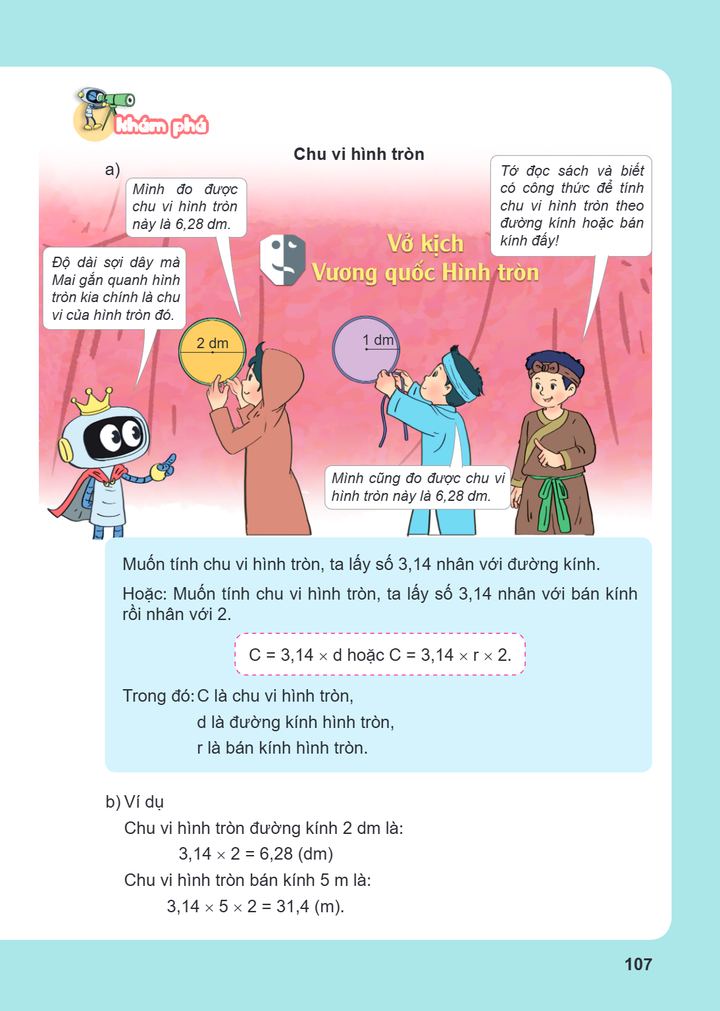 Khám phá
Chu vi hình tròn
a)
Mình đo được
chu vi hình tròn
này là 6,28 dm.
Tớ đọc sách và biết
có công thức để tính
chu vi hình tròn theo
đường kính hoặc bán
kính đấy!
Vở kịch
Vương quốc Hình tròn
Độ dài sợi dây mà
Mai gắn quanh hình
tròn kia chính là chu
vi của hình tròn đó.
2 dm
1 dm
Mình cũng đo được chu vi
hình tròn này là 6,28 dm.
Muốn tính chu vi hình tròn, ta lấy số 3,14 nhân với đường kính.
Hoặc: Muốn tính chu vi hình tròn, ta lấy số 3,14 nhân với bán kính
rồi nhân với 2.
C = 3,14 × d hoặc C = 3,14 × r × 2.
Trong đó: C là chu vi hình tròn,
d là đường kính hình tròn,
r là bán kính hình tròn.
b) Ví dụ
Chu vi hình tròn đường kính 2 dm là:
3,14 × 2 = 6,28 (dm)
Chu vi hình tròn bán kính 5 m là:
3,14 × 5 × 2 = 31,4 (m).
107